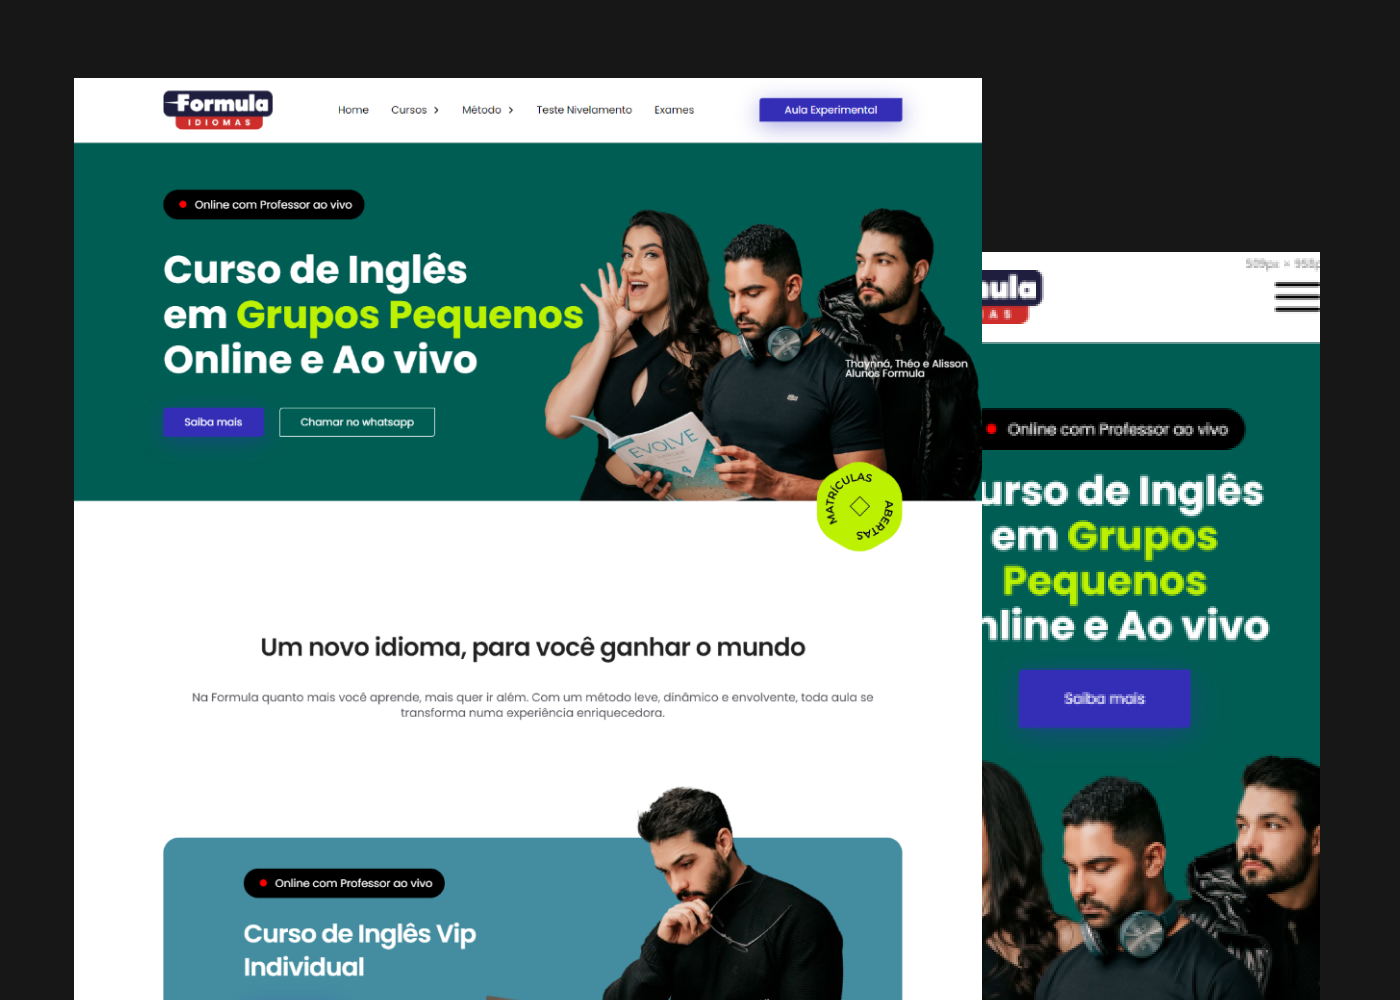 Formula
IDIOMAS
Home
Cursos
Método
Teste Nivelamento
Exames
Aula Experimental
Online com Professor ao vivo
Curso de Inglês
em Grupos Pequenos
Online e Ao vivo
Saiba mais
Chamar no whatsapp
Thaynná, Théo e Alisson
Alunos Formula
EVOLVE
4
MATRÍCULAS
ABERTAS
Um novo idioma, para você ganhar o mundo
Na Formula quanto mais você aprende, mais quer ir além. Com um método leve, dinâmico e envolvente, toda aula se
transforma numa experiência enriquecedora.
Online com Professor ao vivo
Curso de Inglês Vip
Individual
ula
AS
Online com Professor ao vivo
urso de Inglês
em Grupos
Pequenos
nline e Ao vivo
Saiba mais